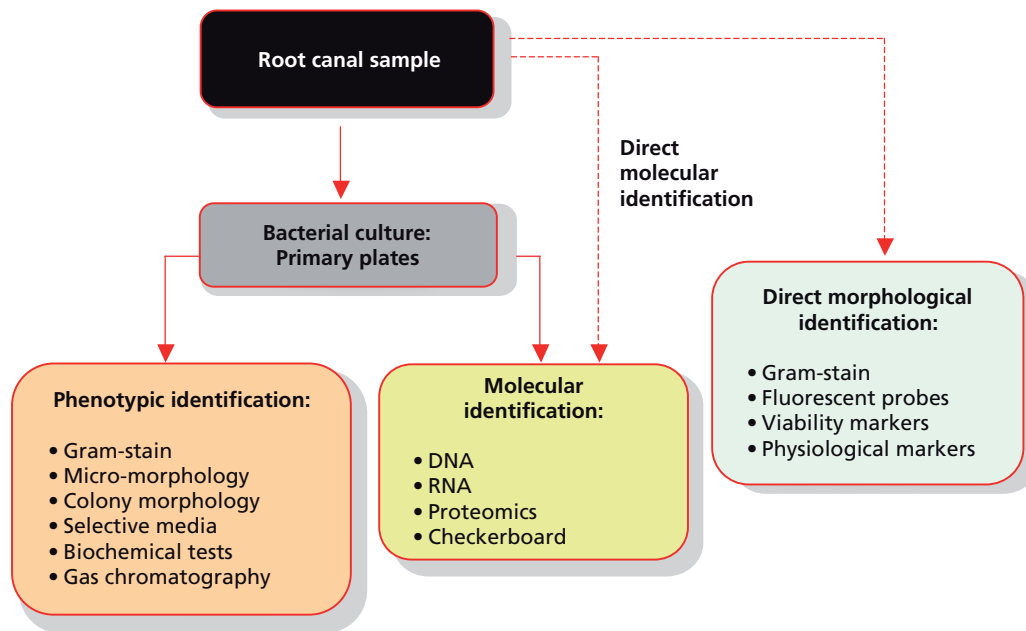 Root canal sample
Direct
molecular
identification
Bacterial culture:
Primary plates
Direct morphological
identification:
• Gram-stain
• Fluorescent probes
• Viability markers
• Physiological markers
Phenotypic identification:
• Gram-stain
• Micro-morphology
• Colony morphology
• Selective media
• Biochemical tests
• Gas chromatography
Molecular
identification:
• DNA
• RNA
• Proteomics
• Checkerboard